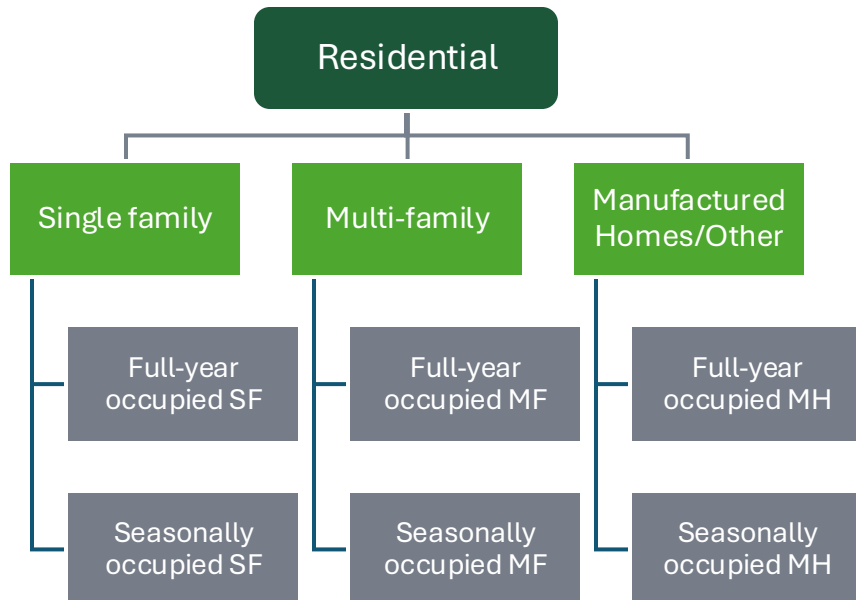 Residential
Single family
Multi-family
Manufactured
Homes/Other
Full-year
occupied SF
Full-year
occupied MF
Full-year
occupied MH
Seasonally
occupied SF
Seasonally
occupied MF
Seasonally
occupied MH